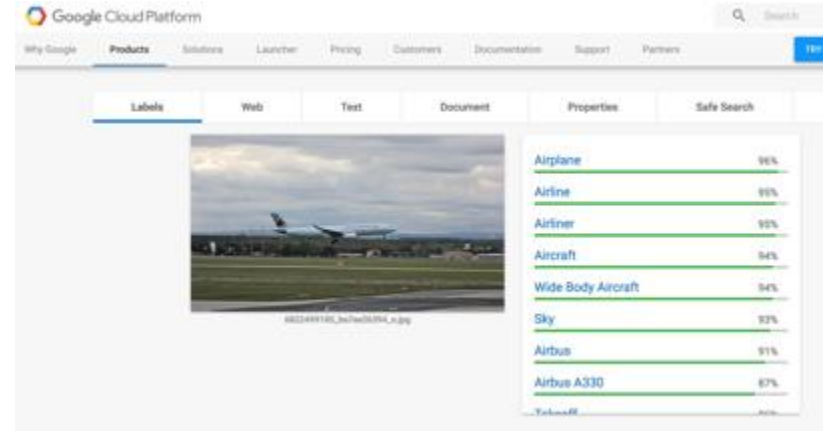 Google Cloud Platform
Search
Why Google Products Solutions Launcher Pricing Customers Documentation Support Partners TRY
Labels Web Text Document Properties Safe Search
Airplane 96%
Airline 95%
Airliner 95%
Aircraft 94%
Wide Body Aircraft 94%
Sky 93%
Airbus 91%
Airbus A330 87%
Takeoff